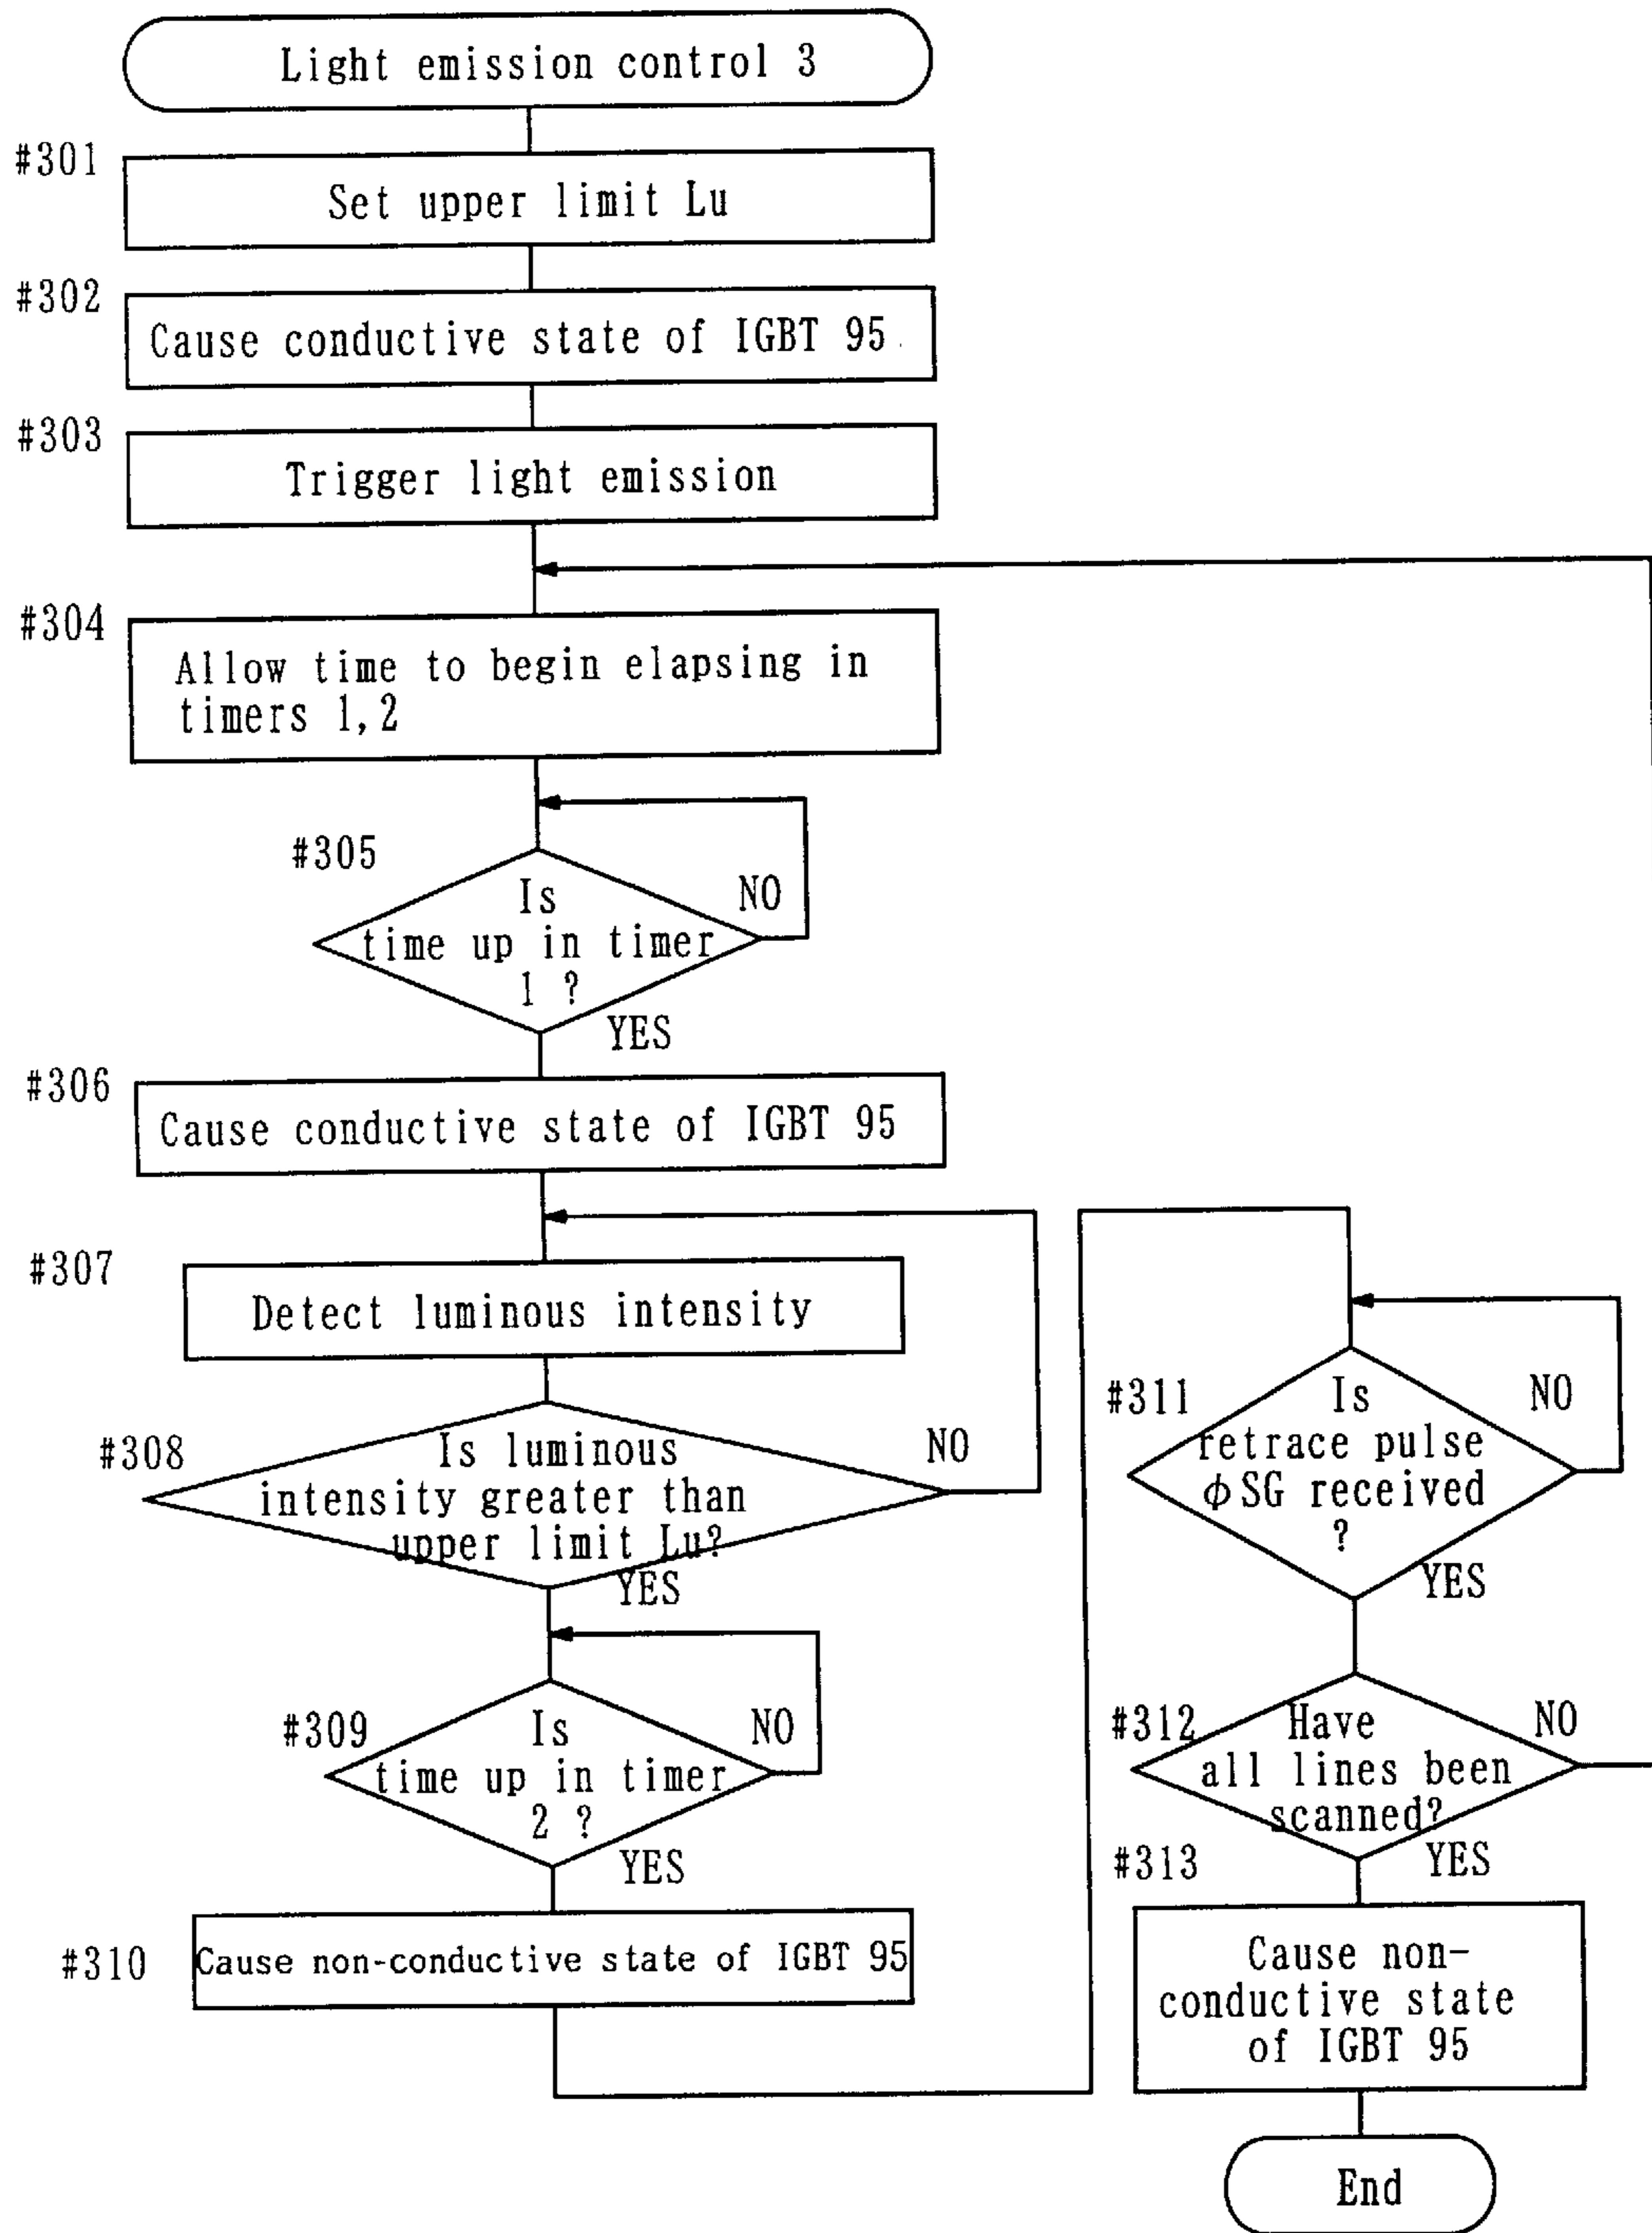 Light emission control 3
#301
Set upper limit Lu
#302
Cause conductive state of IGBT 95
#303
Trigger light emission
#304
Allow time to begin elapsing in
timers 1,2
#305
Is
time up in timer
1 ?
NO
YES
#306
Cause conductive state of IGBT 95
#307
Detect luminous intensity
#308
Is luminous
intensity greater than
upper limit Lu?
NO
YES
#309
Is
time up in timer
2 ?
NO
YES
#310
Cause non-conductive state of IGBT 95
#311
Is
retrace pulse
φSG received
?
NO
YES
#312
Have
all lines been
scanned?
NO
YES
#313
Cause non-
conductive state
of IGBT 95
End